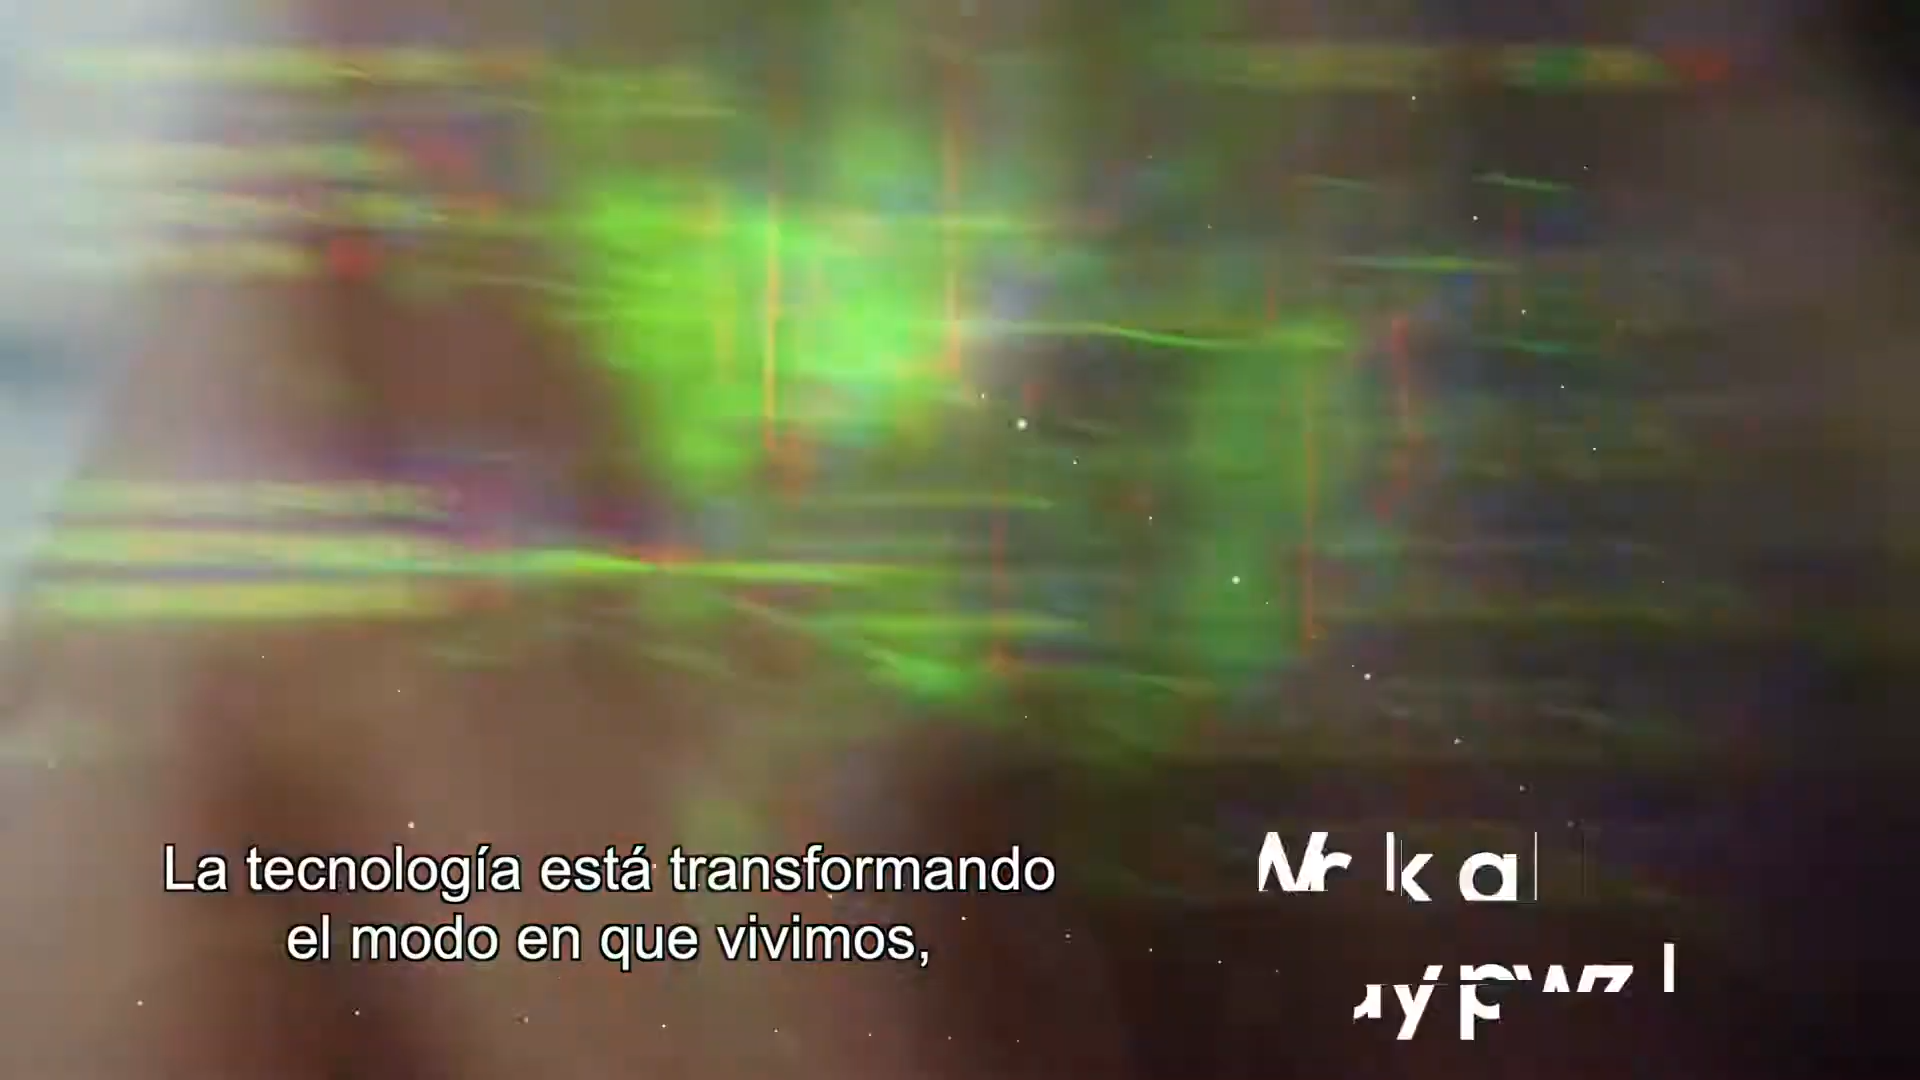 La tecnología está transformando
el modo en que vivimos,